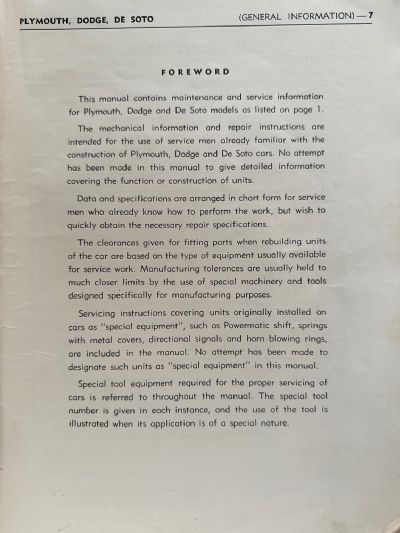 PLYMOUTH, DODGE, DE SOTO (GENERAL INFORMATION)—7
FOREWORD
This manual contains maintenance and service information
for Plymouth, Dodge and De Soto models as listed on page 1.
The mechanical information and repair instructions are
intended for the use of service men already familiar with the
construction of Plymouth, Dodge and De Soto cars. No attempt
has been made in this manual to give detailed information
covering the function or construction of units.
Data and specifications are arranged in chart form for service
men who already know how to perform the work, but wish to
quickly obtain the necessary repair specifications.
The clearances given for fitting parts when rebuilding units
of the car are based on the type of equipment usually available
for service work. Manufacturing tolerances are usually held to
much closer limits by the use of special machinery and tools
designed specifically for manufacturing purposes.
Servicing instructions covering units originally installed on
cars as "special equipment", such as Powermatic shift, springs
with metal covers, directional signals and horn blowing rings,
are included in the manual. No attempt has been made to
designate such units as "special equipment" in this manual.
Special tool equipment required for the proper servicing of
cars is referred to throughout the manual. The special tool
number is given in each instance, and the use of the tool is
illustrated when its application is of a special nature.